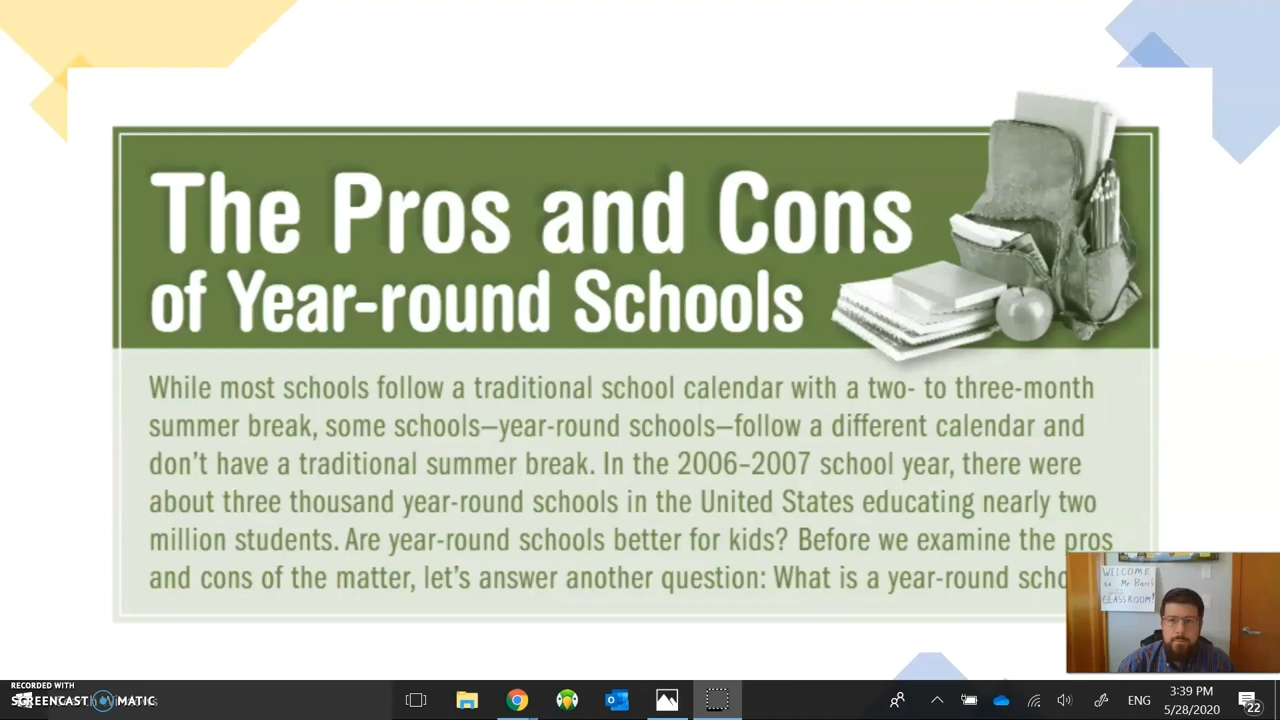 The Pros and Cons
of Year-round Schools
While most schools follow a traditional school calendar with a two- to three-month
summer break, some schools—year-round schools—follow a different calendar and
don't have a traditional summer break. In the 2006–2007 school year, there were
about three thousand year-round schools in the United States educating nearly two
million students. Are year-round schools better for kids? Before we examine the pros
and cons of the matter, let's answer another question: What is a year-round
WELCOME
to Mr Barr's
CLASSROOM!
RECORDED WITH
SCREENCAST MATIC
ENG
3:39 PM
5/28/2020
22